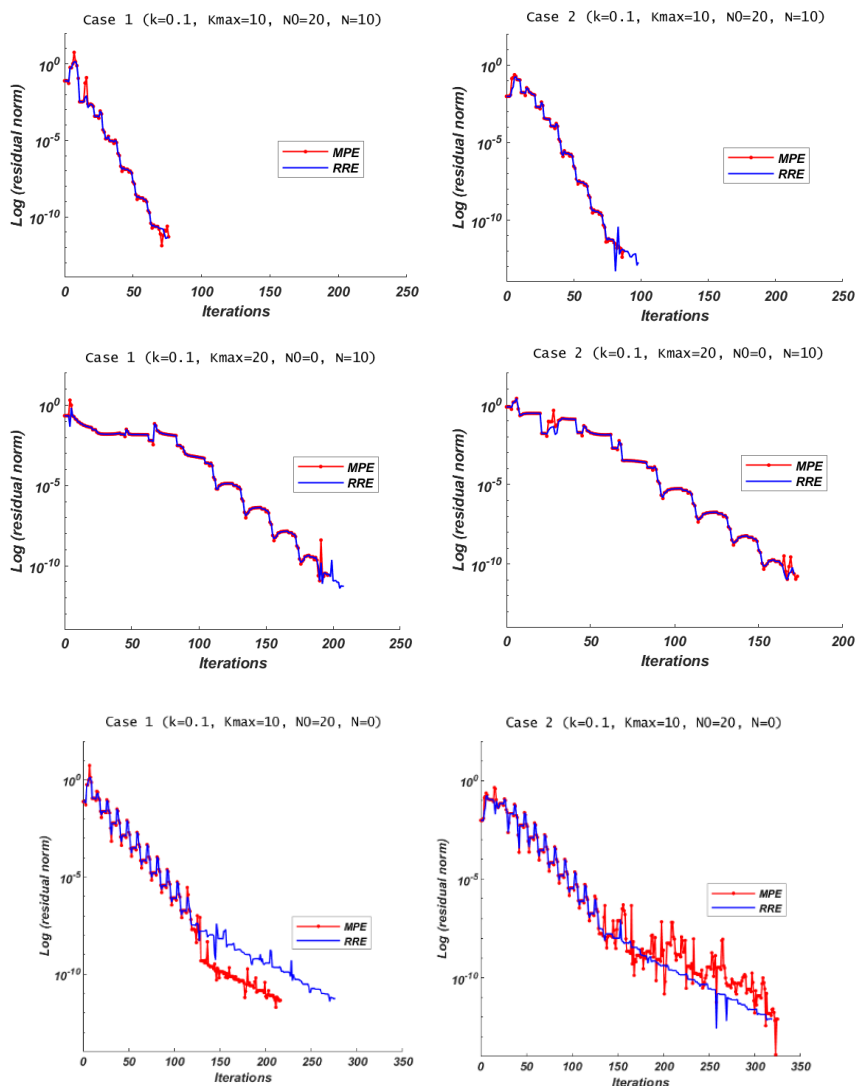 Case 1 (k=0.1, Kmax=10, N0=20, N=10)
Log (residual norm)
10^0
10^-5
10^-10
MPE
RRE
0 50 100 150 200 250
Iterations
Case 2 (k=0.1, Kmax=10, N0=20, N=10)
Log (residual norm)
10^0
10^-5
10^-10
MPE
RRE
0 50 100 150 200 250
Iterations
Case 1 (k=0.1, Kmax=20, N0=0, N=10)
Log (residual norm)
10^0
10^-5
10^-10
MPE
RRE
0 50 100 150 200 250
Iterations
Case 2 (k=0.1, Kmax=20, N0=0, N=10)
Log (residual norm)
10^0
10^-5
10^-10
MPE
RRE
0 50 100 150 200
Iterations
Case 1 (k=0.1, Kmax=10, N0=20, N=0)
Log (residual norm)
10^0
10^-5
10^-10
MPE
RRE
0 50 100 150 200 250 300 350
Iterations
Case 2 (k=0.1, Kmax=10, N0=20, N=0)
Log (residual norm)
10^0
10^-5
10^-10
MPE
RRE
0 50 100 150 200 250 300 350
Iterations